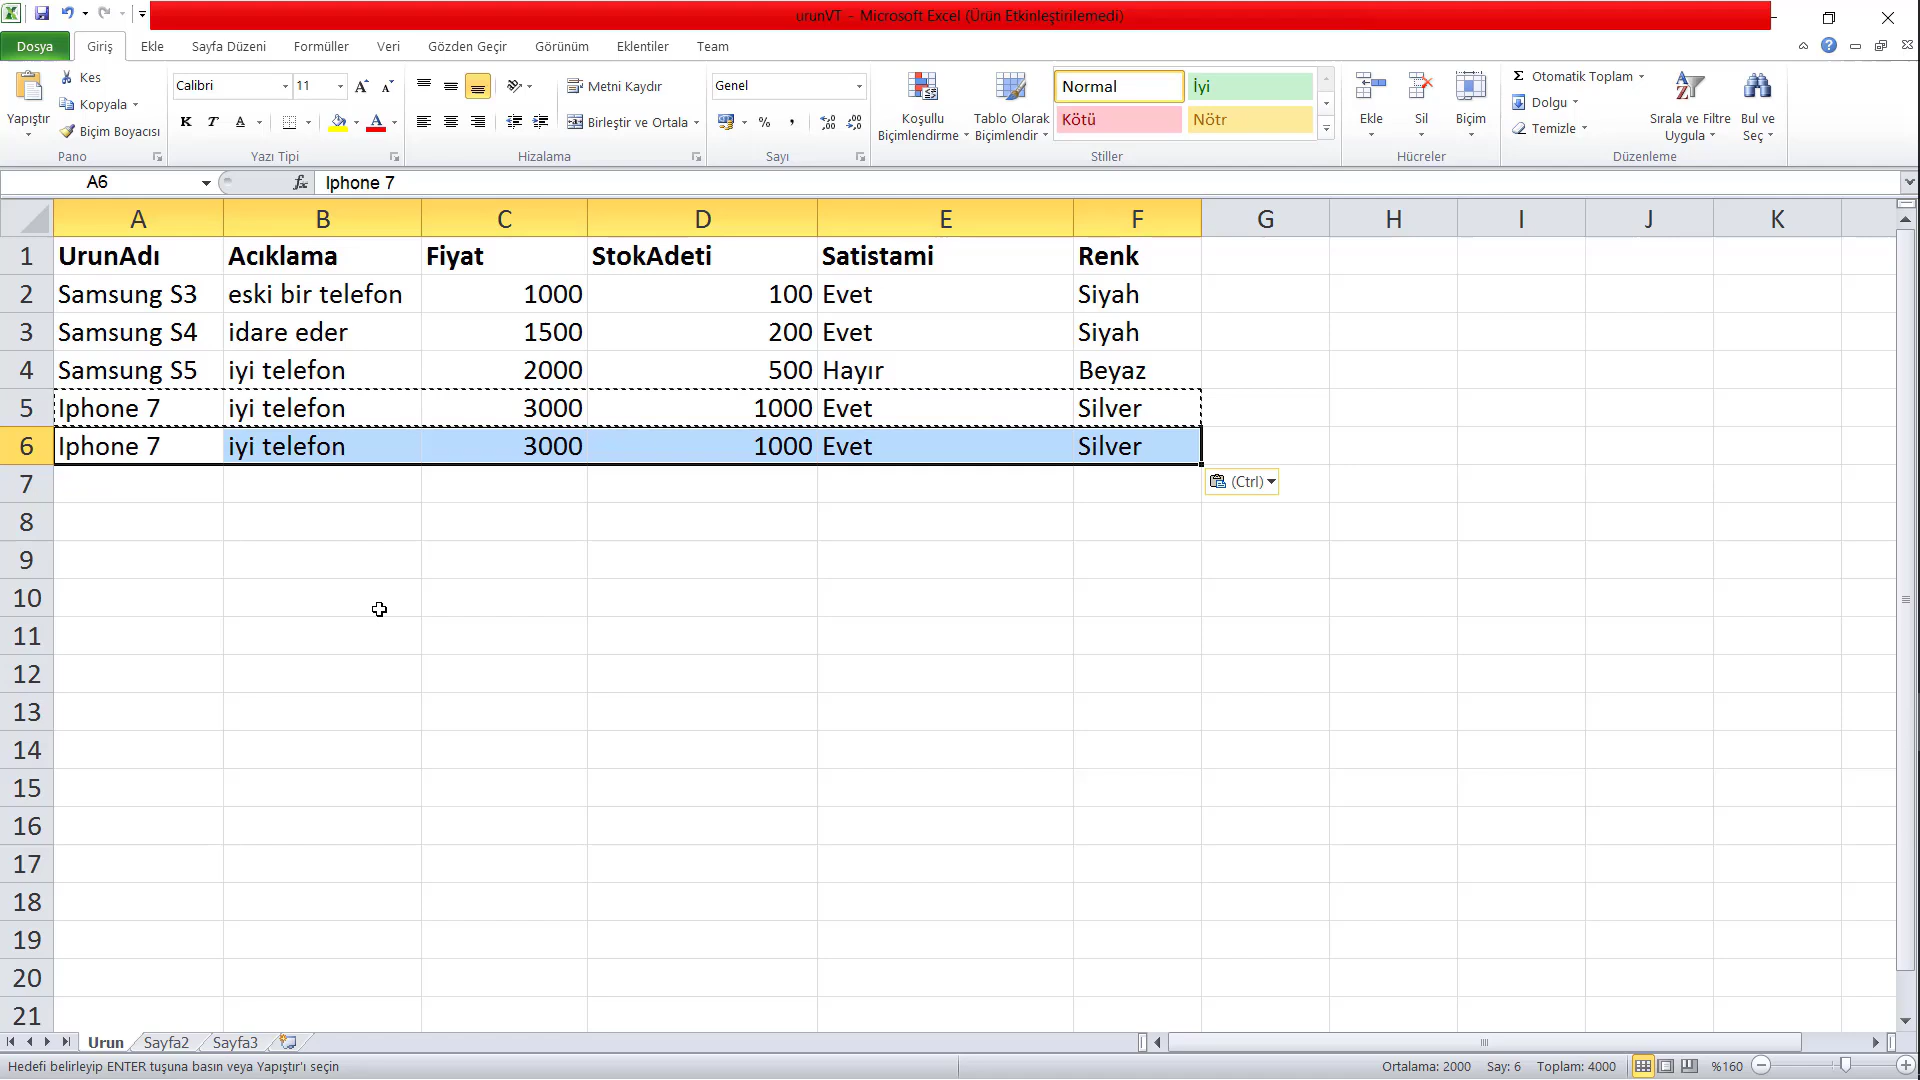 urunVT - Microsoft Excel (Ürün Etkinleştirilemedi)
Dosya Giriş Ekle Sayfa Düzeni Formüller Veri Gözden Geçir Görünüm Eklentiler Team
Yapıştır
Kes
Kopyala
Biçim Boyacısı
Pano
Calibri 11
K T A A
Yazı Tipi
Metni Kaydır
Birleştir ve Ortala
Hizalama
Genel
%
Sayı
Koşullu Biçimlendirme
Tablo Olarak Biçimlendir
Normal İyi
Kötü Nötr
Stiller
Ekle Sil Biçim
Hücreler
Σ Otomatik Toplam
Dolgu
Temizle
Sırala ve Filtre Uygula
Bul ve Seç
Düzenleme
A6 fx Iphone 7
A B C D E F G H I J K
1 UrunAdı Acıklama Fiyat StokAdeti Satistami Renk
2 Samsung S3 eski bir telefon 1000 100 Evet Siyah
3 Samsung S4 idare eder 1500 200 Evet Siyah
4 Samsung S5 iyi telefon 2000 500 Hayır Beyaz
5 Iphone 7 iyi telefon 3000 1000 Evet Silver
6 Iphone 7 iyi telefon 3000 1000 Evet Silver
7 (Ctrl)
8
9
10
11
12
13
14
15
16
17
18
19
20
21
Urun Sayfa2 Sayfa3
Hedefi belirleyip ENTER tuşuna basın veya Yapıştır'ı seçin Ortalama: 2000 Say: 6 Toplam: 4000 %160